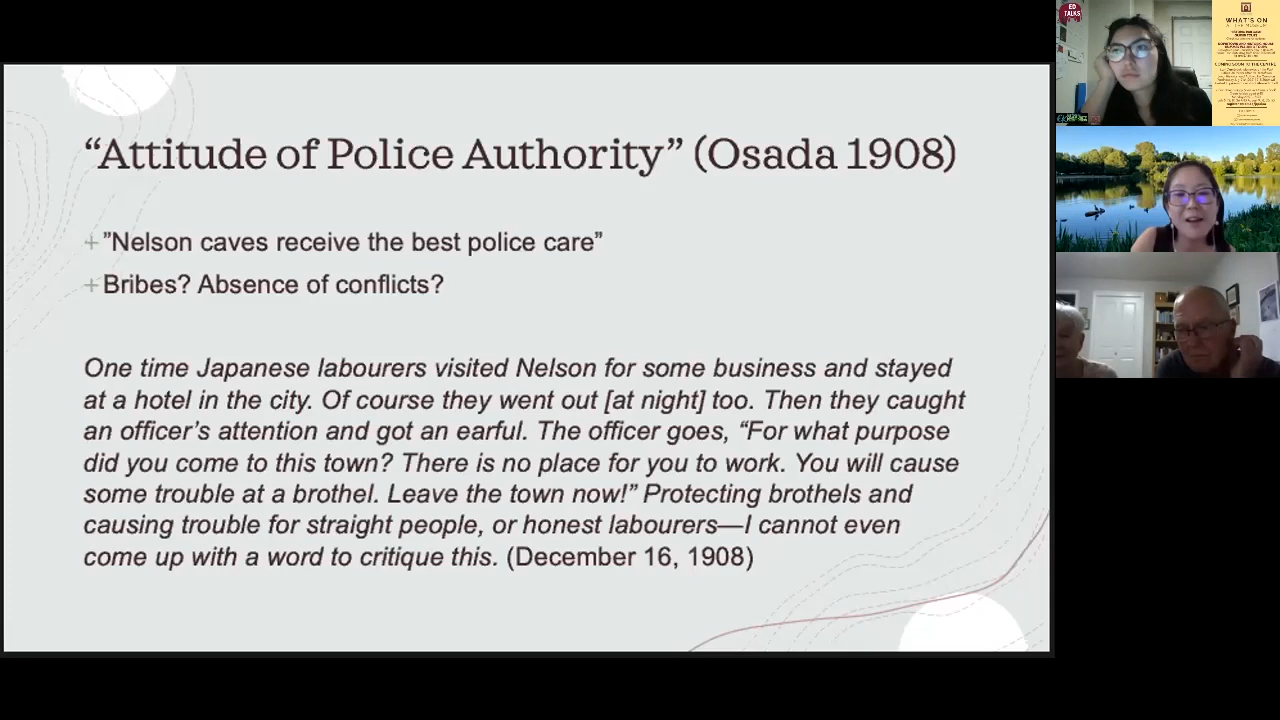 “Attitude of Police Authority” (Osada 1908)
+ ”Nelson caves receive the best police care”
+ Bribes? Absence of conflicts?
One time Japanese labourers visited Nelson for some business and stayed
at a hotel in the city. Of course they went out [at night] too. Then they caught
an officer’s attention and got an earful. The officer goes, “For what purpose
did you come to this town? There is no place for you to work. You will cause
some trouble at a brothel. Leave the town now!” Protecting brothels and
causing trouble for straight people, or honest labourers—I cannot even
come up with a word to critique this. (December 16, 1908)
ED
TALKS
WHAT'S ON